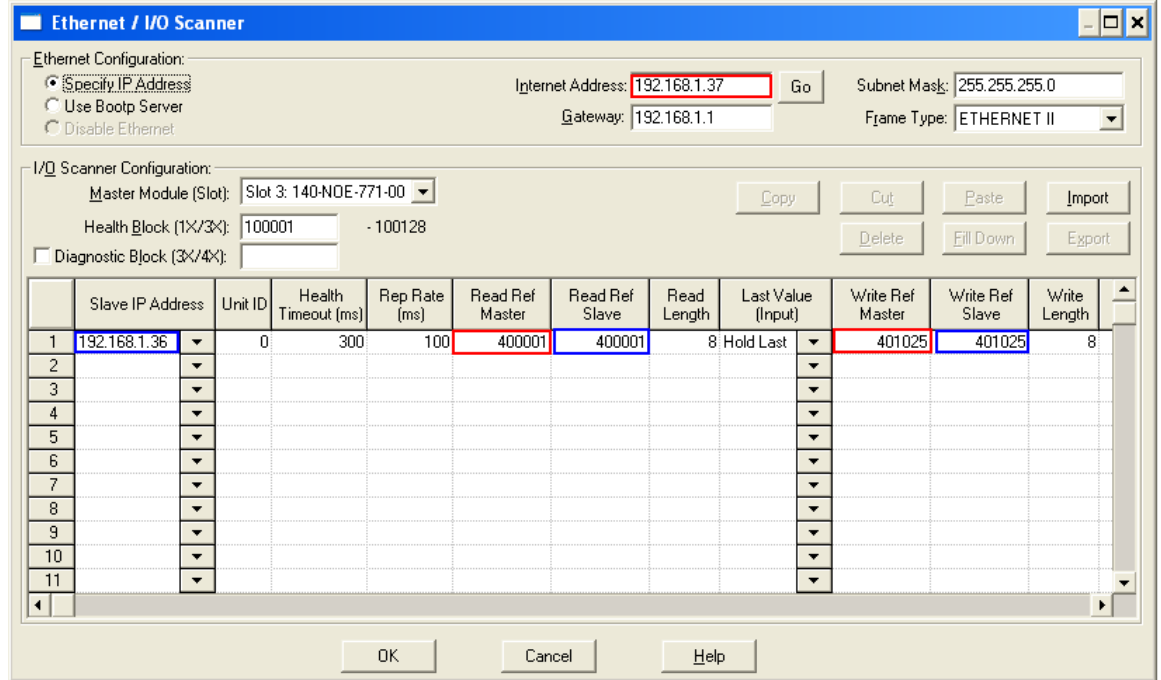 Ethernet / I/O Scanner
Ethernet Configuration:
Specify IP Address
Use Bootp Server
Disable Ethernet
Internet Address: 192.168.1.37 Go Subnet Mask: 255.255.255.0
Gateway: 192.168.1.1 Frame Type: ETHERNET II
I/O Scanner Configuration:
Master Module (Slot): Slot 3: 140-NOE-771-00 Copy Cut Paste Import
Health Block (1X/3X): 100001 - 100128 Delete Fill Down Export
Diagnostic Block (3X/4X):
Slave IP Address Unit ID Health Timeout (ms) Rep Rate (ms) Read Ref Master Read Ref Slave Read Length Last Value (Input) Write Ref Master Write Ref Slave Write Length
1 192.168.1.36 0 300 100 400001 400001 8 Hold Last 401025 401025 8
2
3
4
5
6
7
8
9
10
11
OK Cancel Help